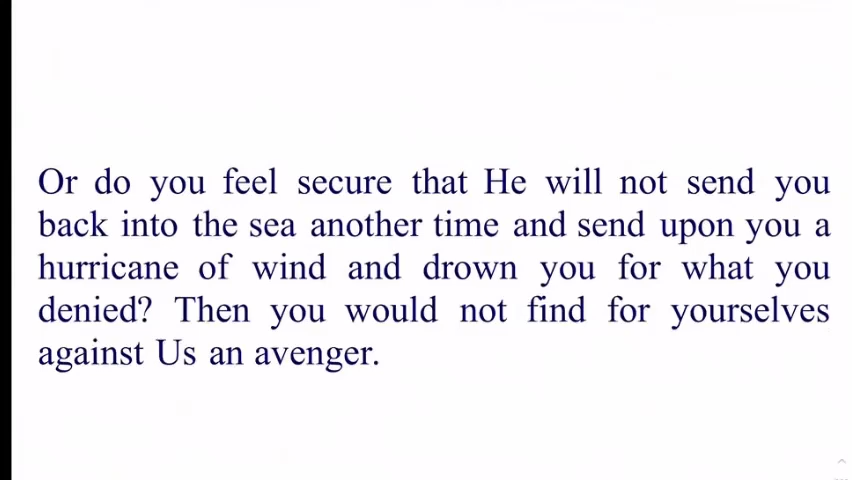 Or do you feel secure that He will not send you
back into the sea another time and send upon you a
hurricane of wind and drown you for what you
denied? Then you would not find for yourselves
against Us an avenger.